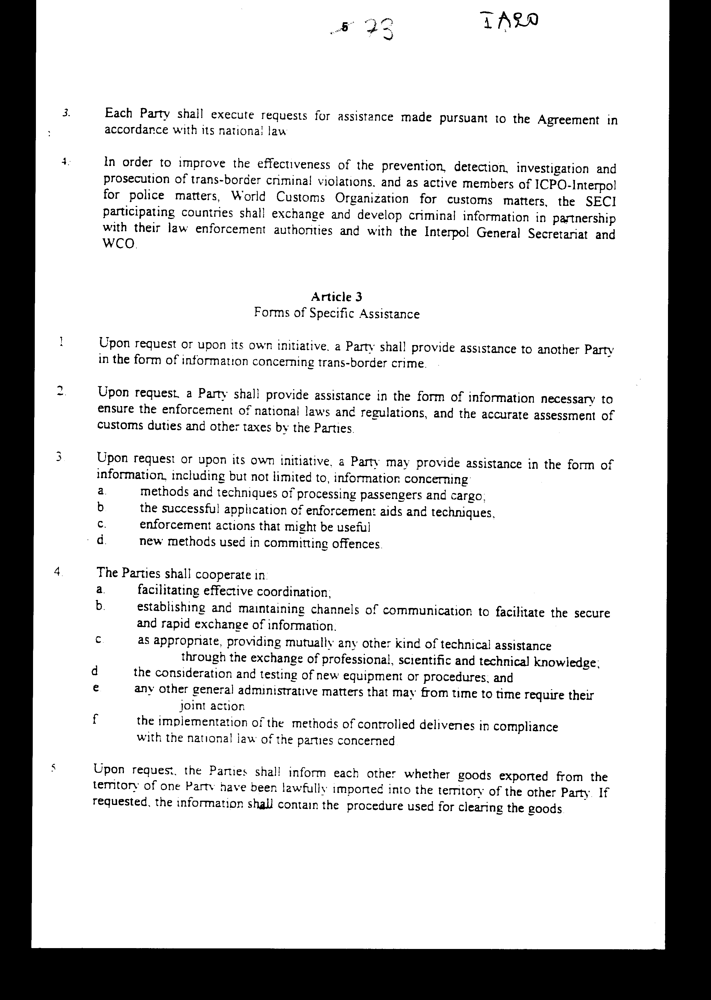 5 73
3. Each Party shall execute requests for assistance made pursuant to the Agreement in
accordance with its national law
4. In order to improve the effectiveness of the prevention, detection, investigation and
prosecution of trans-border criminal violations, and as active members of ICPO-Interpol
for police matters, World Customs Organization for customs matters, the SECI
participating countries shall exchange and develop criminal information in partnership
with their law enforcement authorities and with the Interpol General Secretariat and
WCO.
Article 3
Forms of Specific Assistance
1 Upon request or upon its own initiative, a Party shall provide assistance to another Party
in the form of information concerning trans-border crime.
2. Upon request, a Party shall provide assistance in the form of information necessary to
ensure the enforcement of national laws and regulations, and the accurate assessment of
customs duties and other taxes by the Parties.
3. Upon request or upon its own initiative, a Party may provide assistance in the form of
information, including but not limited to, information concerning
a. methods and techniques of processing passengers and cargo;
b the successful application of enforcement aids and techniques,
c. enforcement actions that might be useful
d. new methods used in committing offences.
4. The Parties shall cooperate in:
a. facilitating effective coordination;
b. establishing and maintaining channels of communication to facilitate the secure
and rapid exchange of information.
c. as appropriate, providing mutually any other kind of technical assistance
through the exchange of professional, scientific and technical knowledge;
d the consideration and testing of new equipment or procedures; and
e any other general administrative matters that may from time to time require their
joint action
f the implementation of the methods of controlled deliveries in compliance
with the national law of the parties concerned.
5 Upon request, the Parties shall inform each other whether goods exported from the
territory of one Party have been lawfully imported into the territory of the other Party. If
requested, the information shall contain the procedure used for clearing the goods.